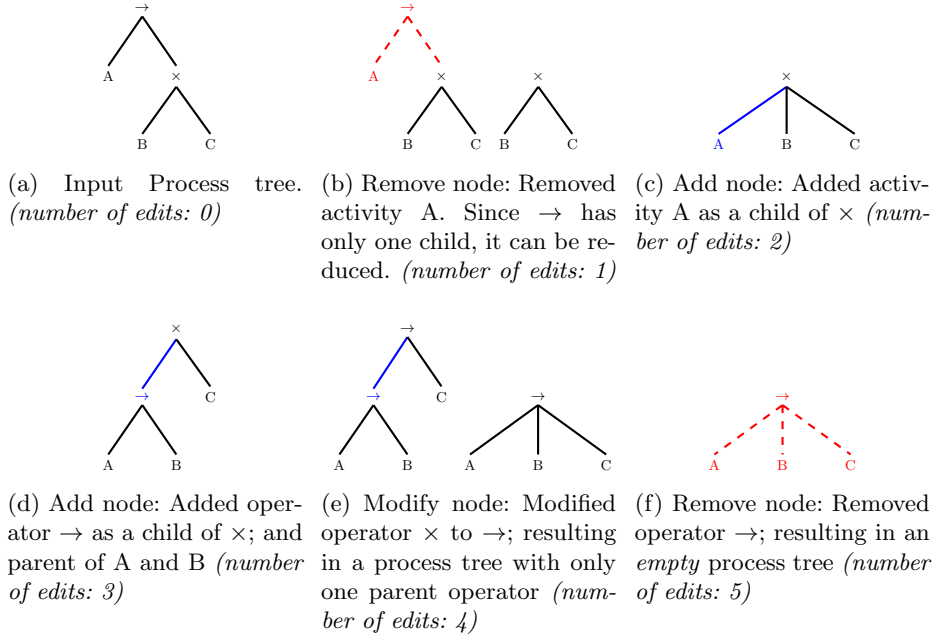 →
A
×
B
C
→
A
×
B
C
×
B
C
×
A
B
C
(a) Input Process tree.
(number of edits: 0)
(b) Remove node: Removed
activity A. Since → has
only one child, it can be re-
duced. (number of edits: 1)
(c) Add node: Added activ-
ity A as a child of × (num-
ber of edits: 2)
×
→
C
A
B
→
→
C
A
B
→
A
B
C
→
A
B
C
(d) Add node: Added oper-
ator → as a child of ×; and
parent of A and B (number
of edits: 3)
(e) Modify node: Modified
operator × to →; resulting
in a process tree with only
one parent operator (num-
ber of edits: 4)
(f) Remove node: Removed
operator →; resulting in an
empty process tree (number
of edits: 5)